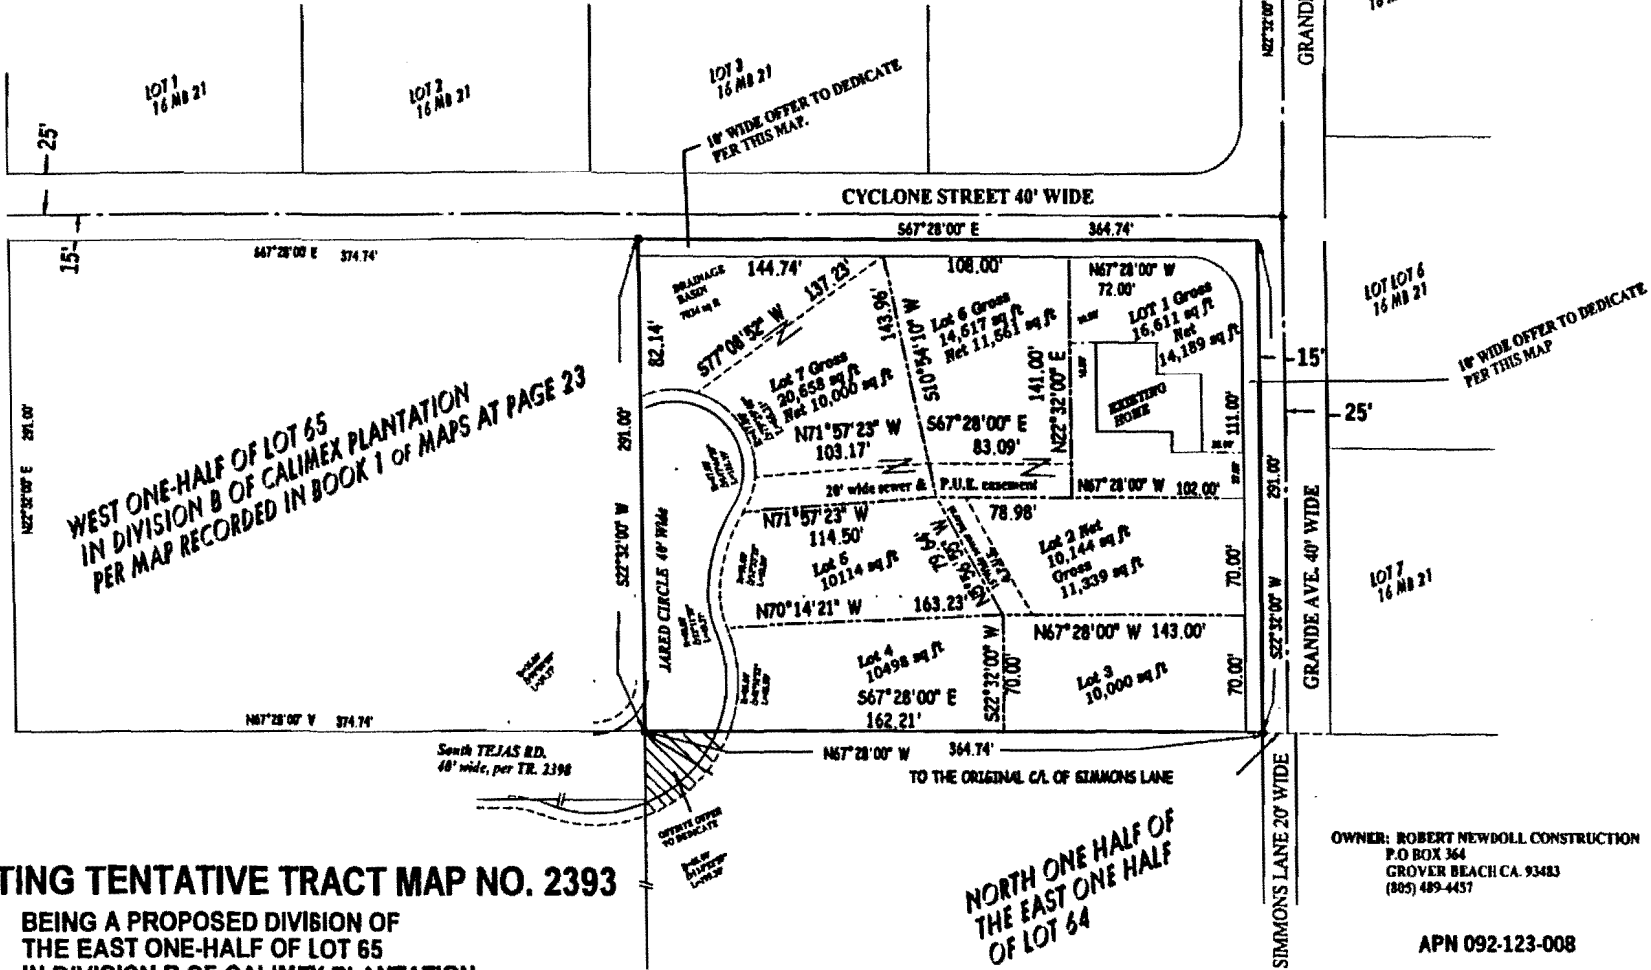 LOT 1
16 MB 21
LOT 2
16 MB 21
LOT 3
16 MB 21
10' WIDE OFFER TO DEDICATE
PER THIS MAP.
N22°32'00"
25'
15'
CYCLONE STREET 40' WIDE
S67°28'00" E 364.74'
S67°28'00" E 374.74'
DRAINAGE
BASIN
144.74'
137.23'
S77°08'52" W
82.14'
108.00'
N67°28'00" W
72.00'
143.96'
S10°54'10" W
Lot 6 Gross
14,617 sq ft
Net 11,561 sq ft
LOT 1 Gross
16,611 sq ft
Net
14,189 sq ft
141.00'
N22°32'00" E
EXISTING
HOME
111.00'
15'
25'
LOT LOT 6
16 MB 21
10' WIDE OFFER TO DEDICATE
PER THIS MAP
Lot 7 Gross
20,658 sq ft
Net 10,000 sq ft
N71°57'23" W
103.17'
S67°28'00" E
83.09'
N22°32'00" E 291.00'
WEST ONE-HALF OF LOT 65
IN DIVISION B OF CALIMEX PLANTATION
PER MAP RECORDED IN BOOK 1 OF MAPS AT PAGE 23
291.00'
S22°32'00" W
20' wide sewer & P.U.E. easement
N67°28'00" W 102.00'
291.00'
S22°32'00" W
N71°57'23" W
114.50'
78.98'
Lot 5
10114 sq ft
Lot 2 Net
10,144 sq ft
Gross
11,339 sq ft
70.00'
JARED CIRCLE 40' Wide
GRANDE AVE. 40' WIDE
LOT 7
16 MB 21
N70°14'21" W 163.23'
N67°28'00" W 143.00'
Lot 4
10498 sq ft
S67°28'00" E
162.21'
S22°32'00" W
70.00'
Lot 3
10,000 sq ft
70.00'
N67°28'00" W 374.74'
South TEJAS RD.
40' wide, per TR. 2398
N67°28'00" W 364.74'
TO THE ORIGINAL C/L OF SIMMONS LANE
OFFSITE OFFER
TO DEDICATE
SIMMONS LANE 20' WIDE
NORTH ONE HALF OF
THE EAST ONE HALF
OF LOT 64
OWNER: ROBERT NEWDOLL CONSTRUCTION
P.O BOX 364
GROVER BEACH CA. 93483
(805) 489-4457
APN 092-123-008
TING TENTATIVE TRACT MAP NO. 2393
BEING A PROPOSED DIVISION OF
THE EAST ONE-HALF OF LOT 65
IN DIVISION B OF CALIMEX PLANTATION